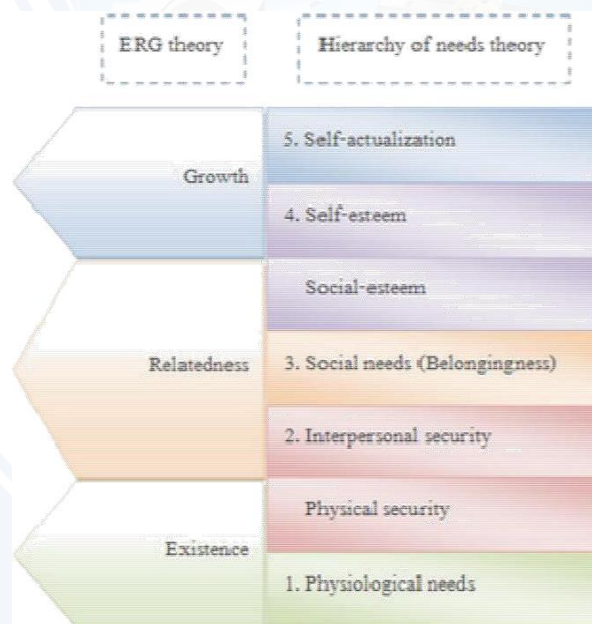 ERG theory
Hierarchy of needs theory
5. Self-actualization
Growth
4. Self-esteem
Social-esteem
Relatedness
3. Social needs (Belongingness)
2. Interpersonal security
Physical security
Existence
1. Physiological needs